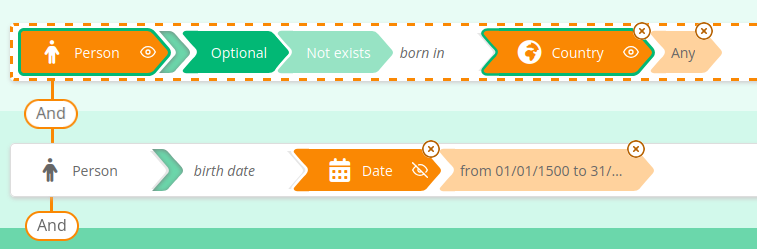 Person Optional Not exists born in Country Any
And
Person birth date Date from 01/01/1500 to 31/...
And